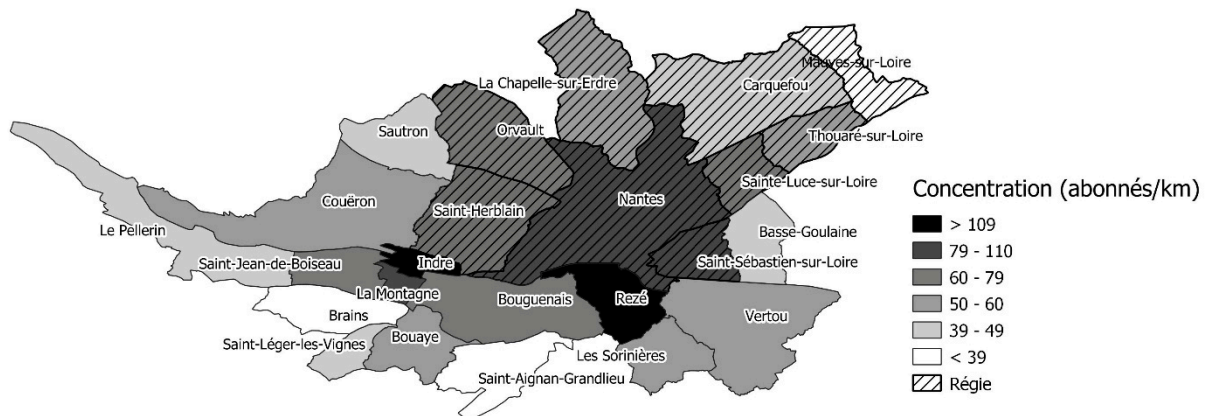 Mauves-sur-Loire
La Chapelle-sur-Erdre
Carquefou
Sautron
Orvault
Thouaré-sur-Loire
Sainte-Luce-sur-Loire
Couëron
Nantes
Saint-Herblain
Le Pellerin
Basse-Goulaine
Saint-Jean-de-Boiseau
Indre
Saint-Sébastien-sur-Loire
La Montagne
Bouguenais
Rezé
Brains
Vertou
Saint-Léger-les-Vignes
Bouaye
Les Sorinières
Saint-Aignan-Grandlieu
Concentration (abonnés/km)
> 109
79 - 110
60 - 79
50 - 60
39 - 49
< 39
Régie